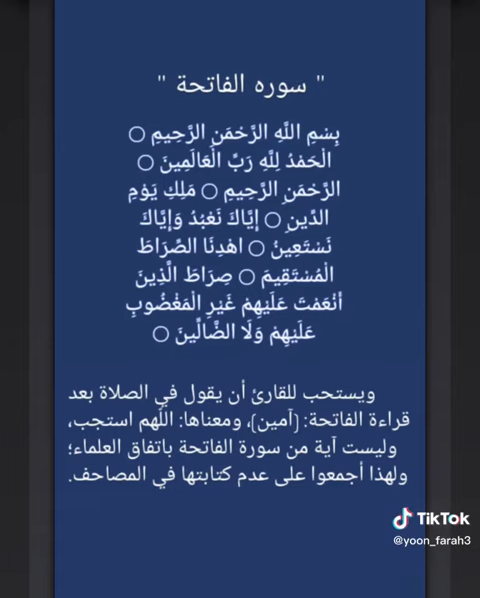 " سوره الفاتحة "
بِسْمِ اللَّهِ الرَّحْمَنِ الرَّحِيمِ ○
الْحَمْدُ لِلَّهِ رَبِّ الْعَالَمِينَ ○
الرَّحْمَنِ الرَّحِيمِ ○ مَلِكِ يَوْمِ
الدِّينِ ○ إِيَّاكَ نَعْبُدُ وَإِيَّاكَ
نَسْتَعِينُ ○ اهْدِنَا الصِّرَاطَ
الْمُسْتَقِيمَ ○ صِرَاطَ الَّذِينَ
أَنْعَمْتَ عَلَيْهِمْ غَيْرِ الْمَغْضُوبِ
عَلَيْهِمْ وَلَا الضَّالِّينَ ○
ويستحب للقارئ أن يقول في الصلاة بعد
قراءة الفاتحة: (آمين)، ومعناها: اللَّهم استجب،
وليست آية من سورة الفاتحة باتفاق العلماء؛
ولهذا أجمعوا على عدم كتابتها في المصاحف.
TikTok
@yoon_farah3